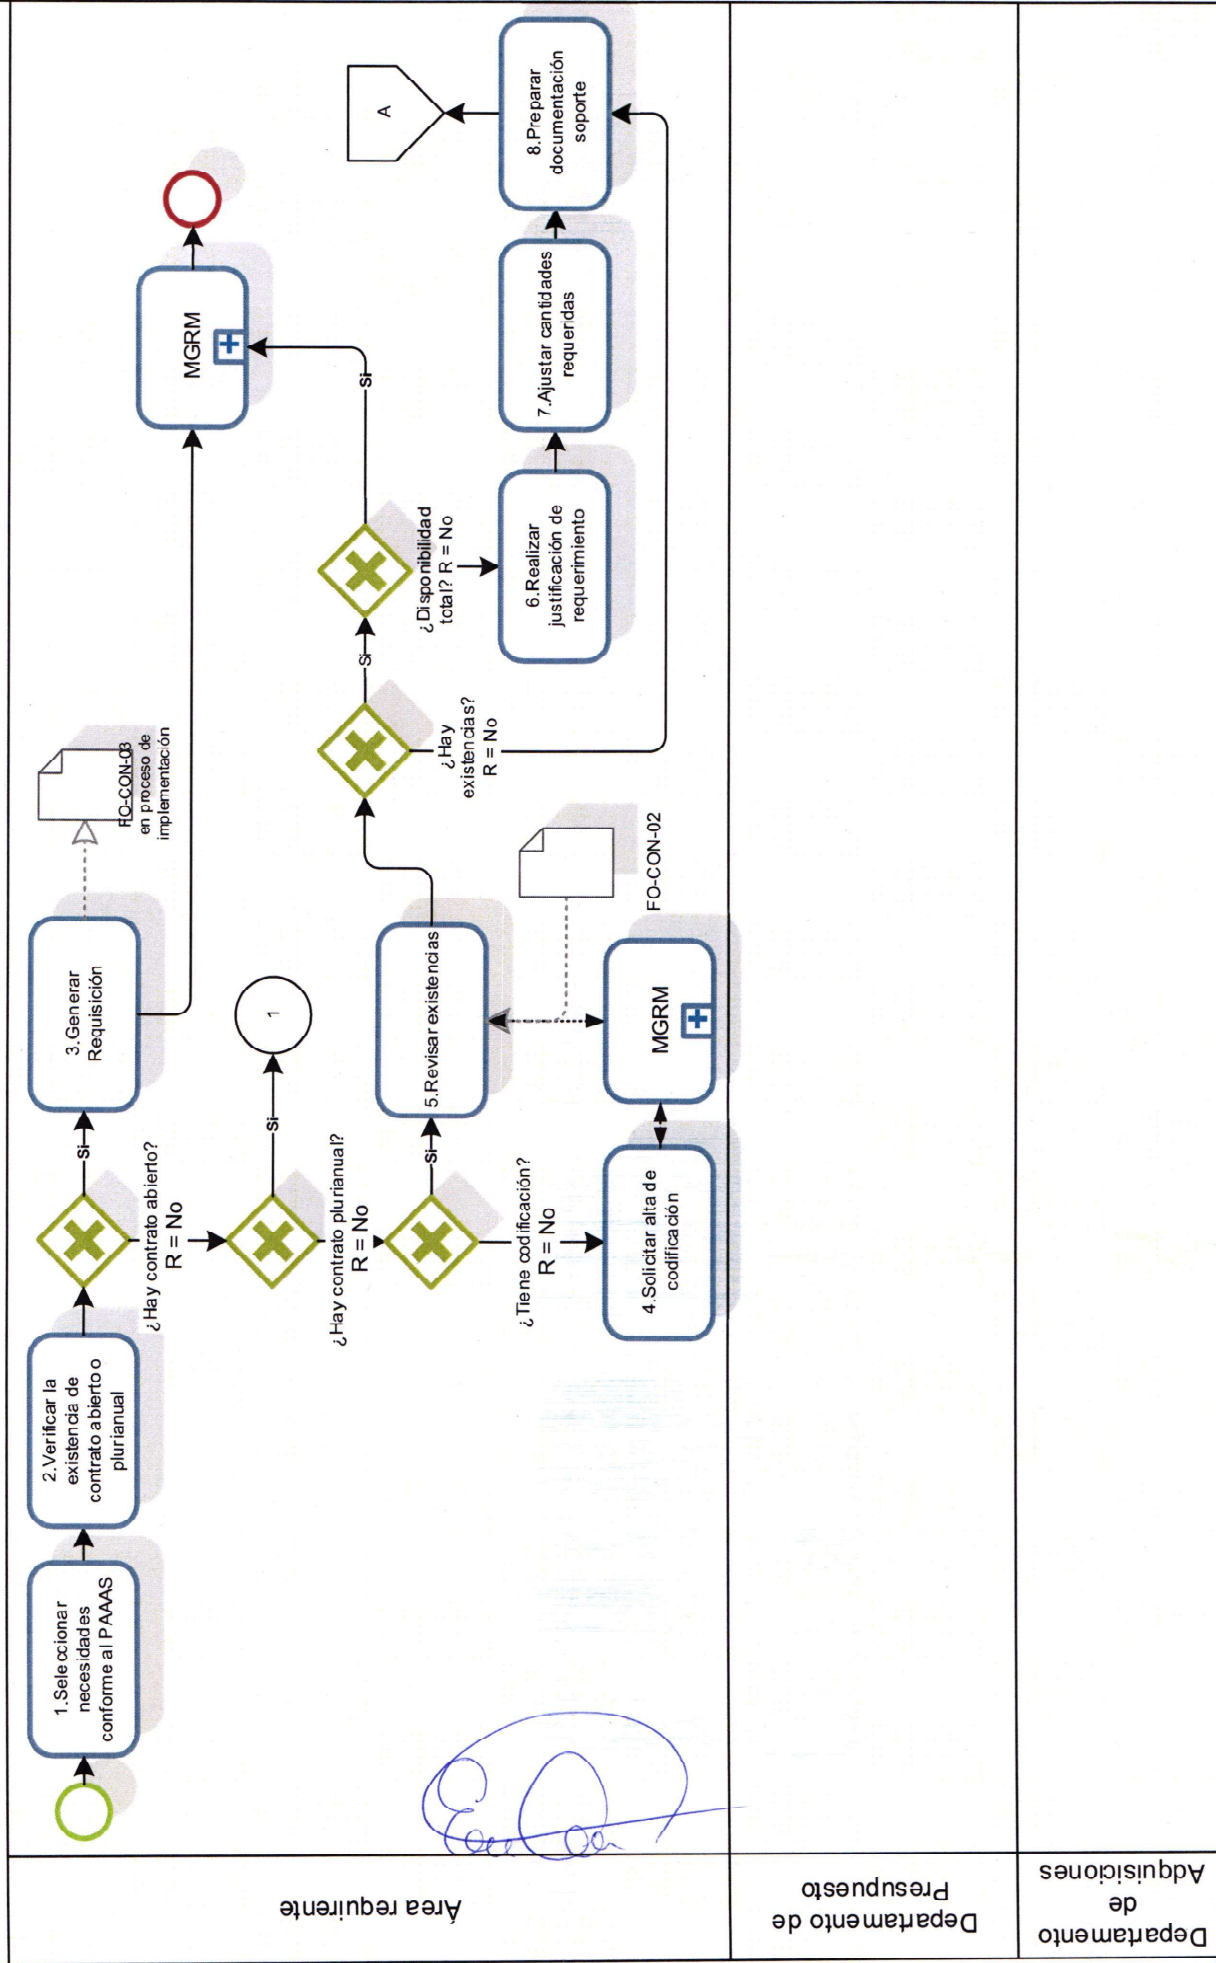 Área requirente
Departamento de
Presupuesto
Departamento
de
Adquisiciones
1.Seleccionar
necesidades
conforme al PAAAS
2.Verificar la
existencia de
contrato abierto o
plurianual
¿Hay contrato abierto?
R = No
Si
3.Generar
Requisición
FO-CON-03
en proceso de
implementación
MGRM
¿Hay contrato plurianual?
R = No
Si
1
¿Tiene codificación?
R = No
Si
4.Solicitar alta de
codificación
MGRM
5.Revisar existencias
FO-CON-02
¿Hay
existencias?
R = No
Si
¿Disponibilidad
total? R = No
Si
6.Realizar
justificación de
requerimiento
7.Ajustar cantidades
requeridas
8.Preparar
documentación
soporte
A